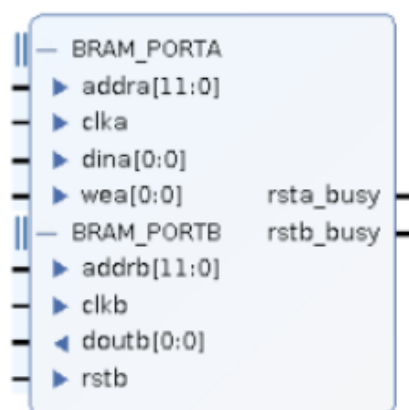 BRAM_PORTA
addra[11:0]
clka
dina[0:0]
wea[0:0] rsta_busy
BRAM_PORTB rstb_busy
addrb[11:0]
clkb
doutb[0:0]
rstb